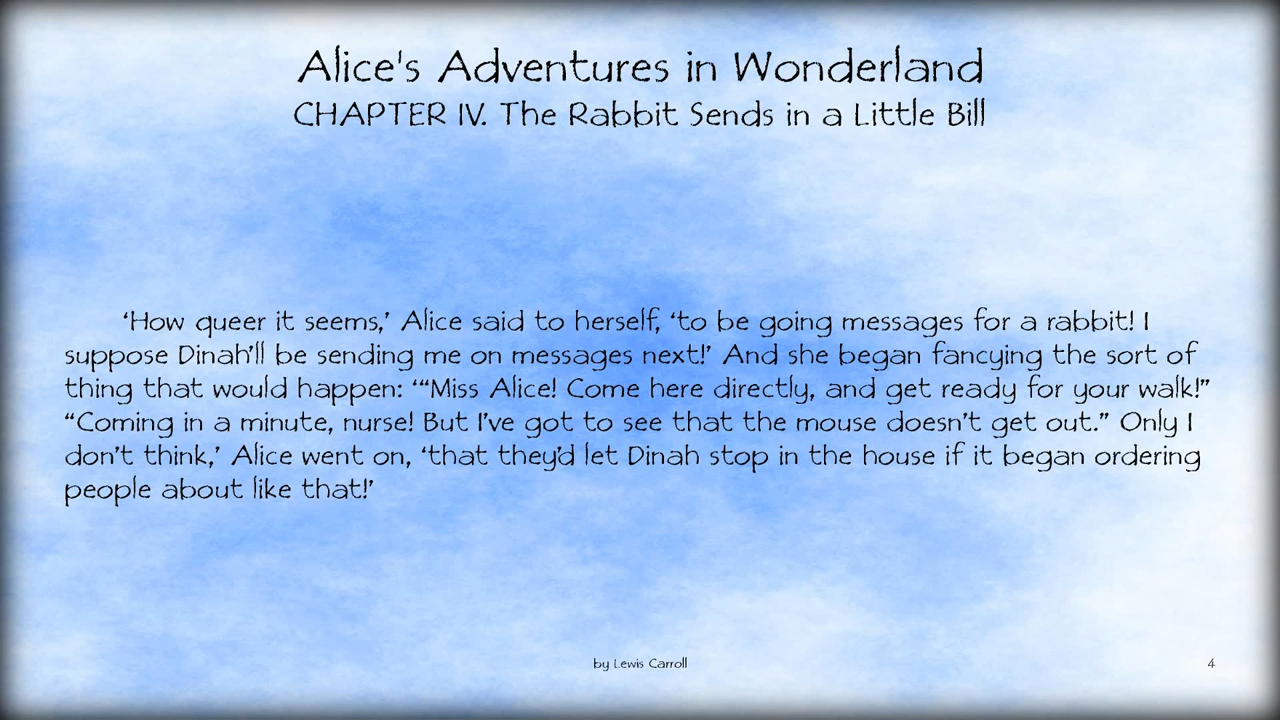 Alice's Adventures in Wonderland
CHAPTER IV. The Rabbit Sends in a Little Bill
‘How queer it seems,’ Alice said to herself, ‘to be going messages for a rabbit! I
suppose Dinah’ll be sending me on messages next!’ And she began fancying the sort of
thing that would happen: ‘“Miss Alice! Come here directly, and get ready for your walk!”
“Coming in a minute, nurse! But I’ve got to see that the mouse doesn’t get out.” Only I
don’t think,’ Alice went on, ‘that they’d let Dinah stop in the house if it began ordering
people about like that!’
by Lewis Carroll
4